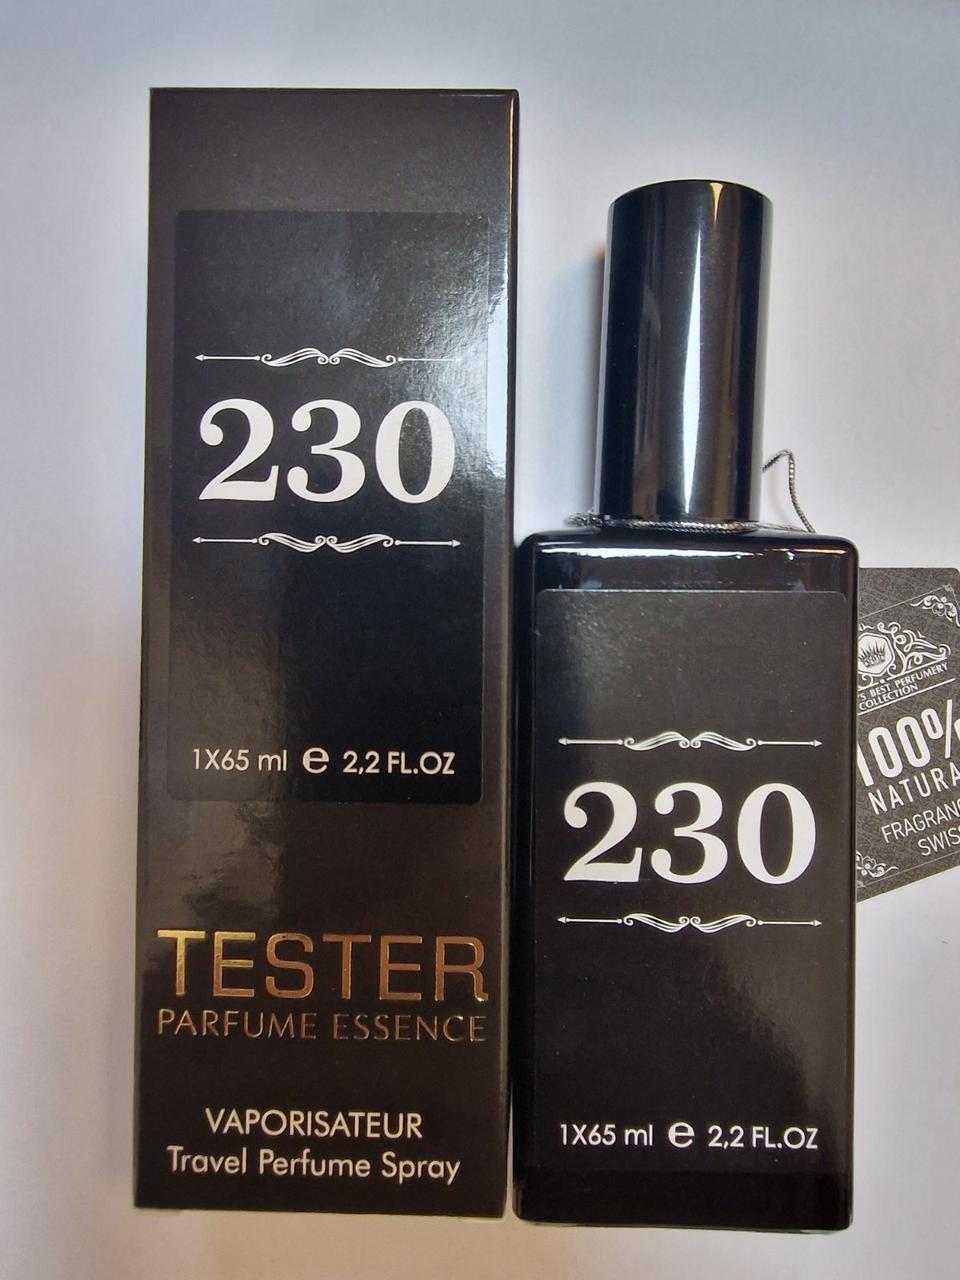 230
1X65 ml e 2,2 FL.OZ
TESTER
PARFUME ESSENCE
VAPORISATEUR
Travel Perfume Spray
230
1X65 ml e 2,2 FL.OZ
'S BEST PERFUMERY
COLLECTION
100%
NATURA
FRAGRANC
SWIS